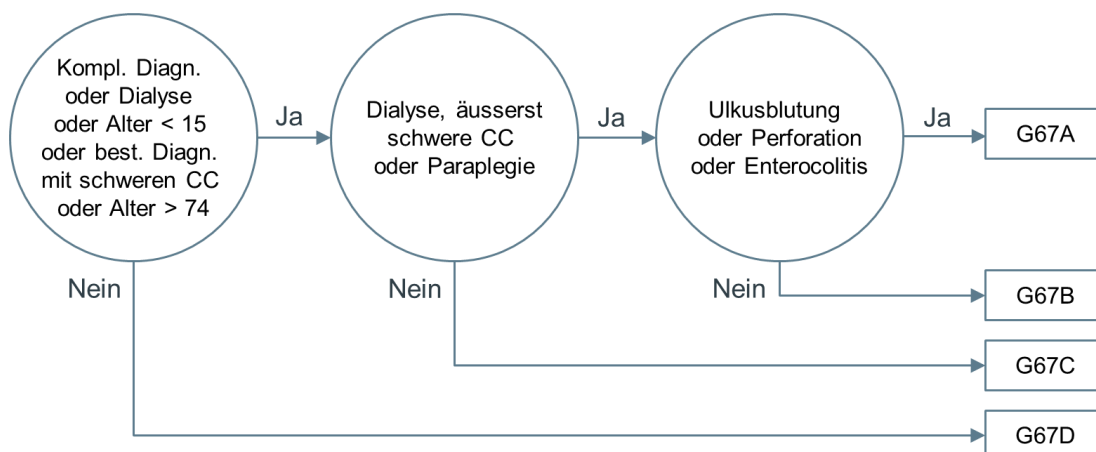 Kompl. Diagn.
oder Dialyse
oder Alter < 15
oder best. Diagn.
mit schweren CC
oder Alter > 74
Ja
Dialyse, äusserst
schwere CC
oder Paraplegie
Ja
Ulkusblutung
oder Perforation
oder Enterocolitis
Ja
G67A
Nein
Nein
Nein
G67B
G67C
G67D